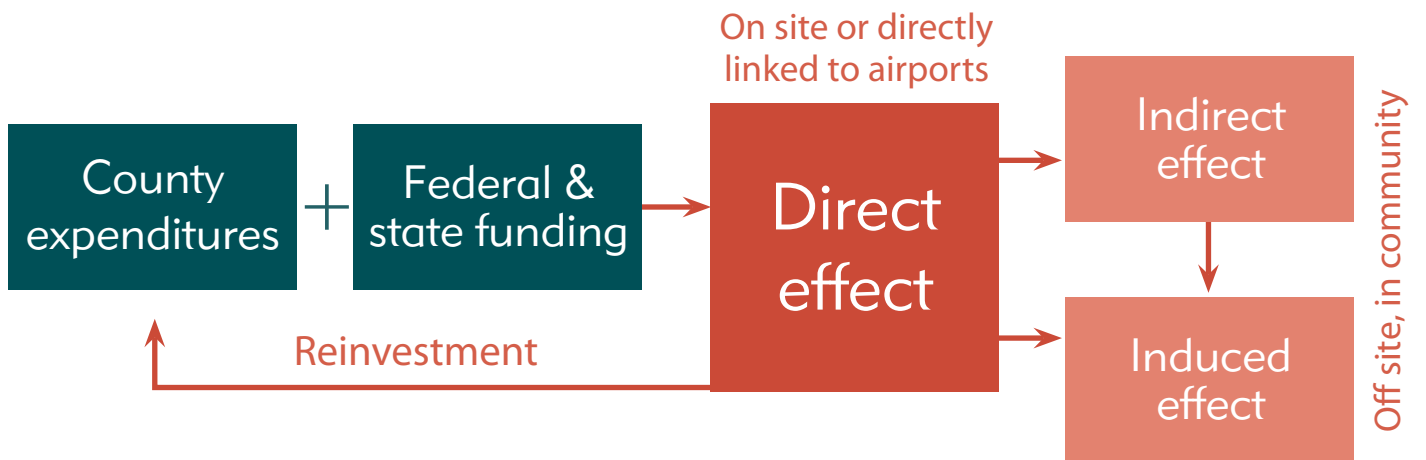 County
expenditures
+
Federal &
state funding
On site or directly
linked to airports
Direct
effect
Indirect
effect
Induced
effect
Off site, in community
Reinvestment